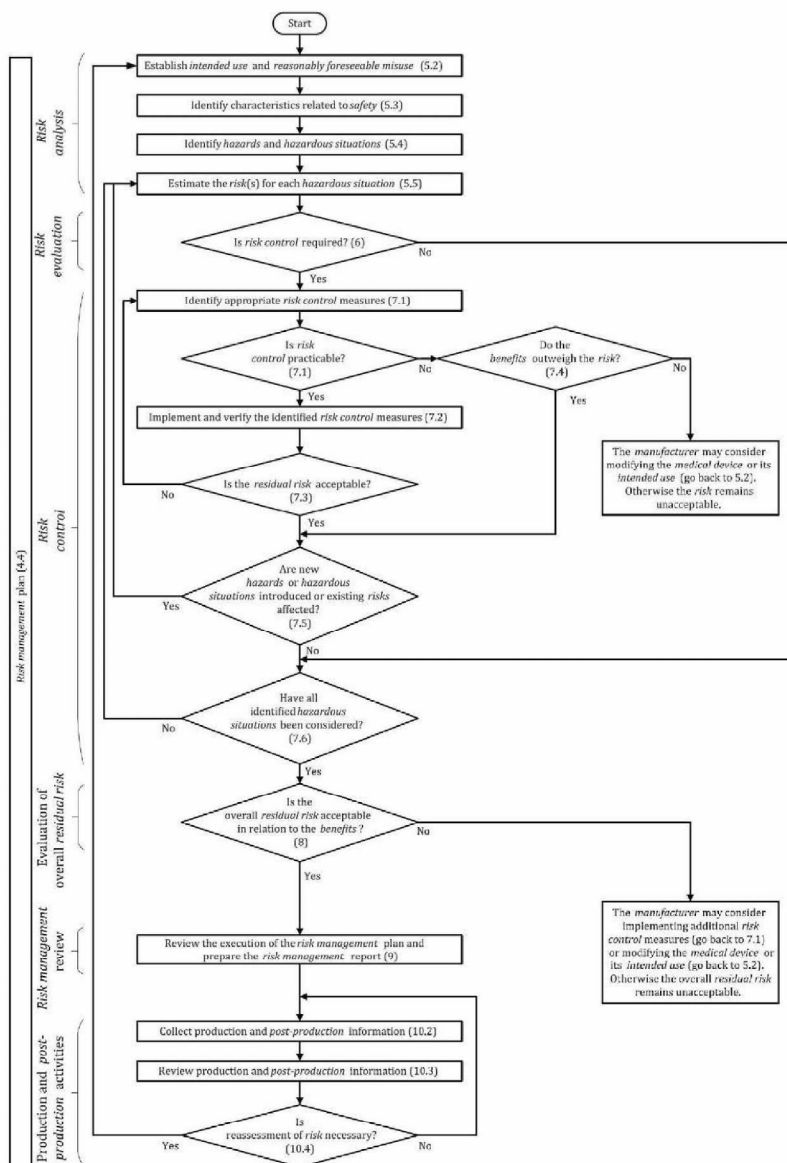 Start
Establish intended use and reasonably foreseeable misuse (5.2)
Identify characteristics related to safety (5.3)
Identify hazards and hazardous situations (5.4)
Estimate the risk(s) for each hazardous situation (5.5)
Risk
analysis
Is risk control required? (6)
No
Yes
Risk
evaluation
Identify appropriate risk control measures (7.1)
Is risk
control practicable?
(7.1)
No
Yes
Do the
benefits outweigh the risk?
(7.4)
No
Yes
Implement and verify the identified risk control measures (7.2)
The manufacturer may consider
modifying the medical device or its
intended use (go back to 5.2).
Otherwise the risk remains
unacceptable.
Is the residual risk acceptable?
(7.3)
No
Yes
Risk
control
Are new
hazards or hazardous
situations introduced or existing risks
affected?
(7.5)
Yes
No
Risk management plan (4.4)
Have all
identified hazardous
situations been considered?
(7.6)
No
Yes
Evaluation of
overall residual risk
Is the
overall residual risk acceptable
in relation to the benefits ?
(8)
No
Yes
Risk management
review
Review the execution of the risk management plan and
prepare the risk management report (9)
The manufacturer may consider
implementing additional risk
control measures (go back to 7.1)
or modifying the medical device or
its intended use (go back to 5.2).
Otherwise the overall residual risk
remains unacceptable.
Production and post-
production activities
Collect production and post-production information (10.2)
Review production and post-production information (10.3)
Is
reassessment of risk necessary?
(10.4)
Yes
No